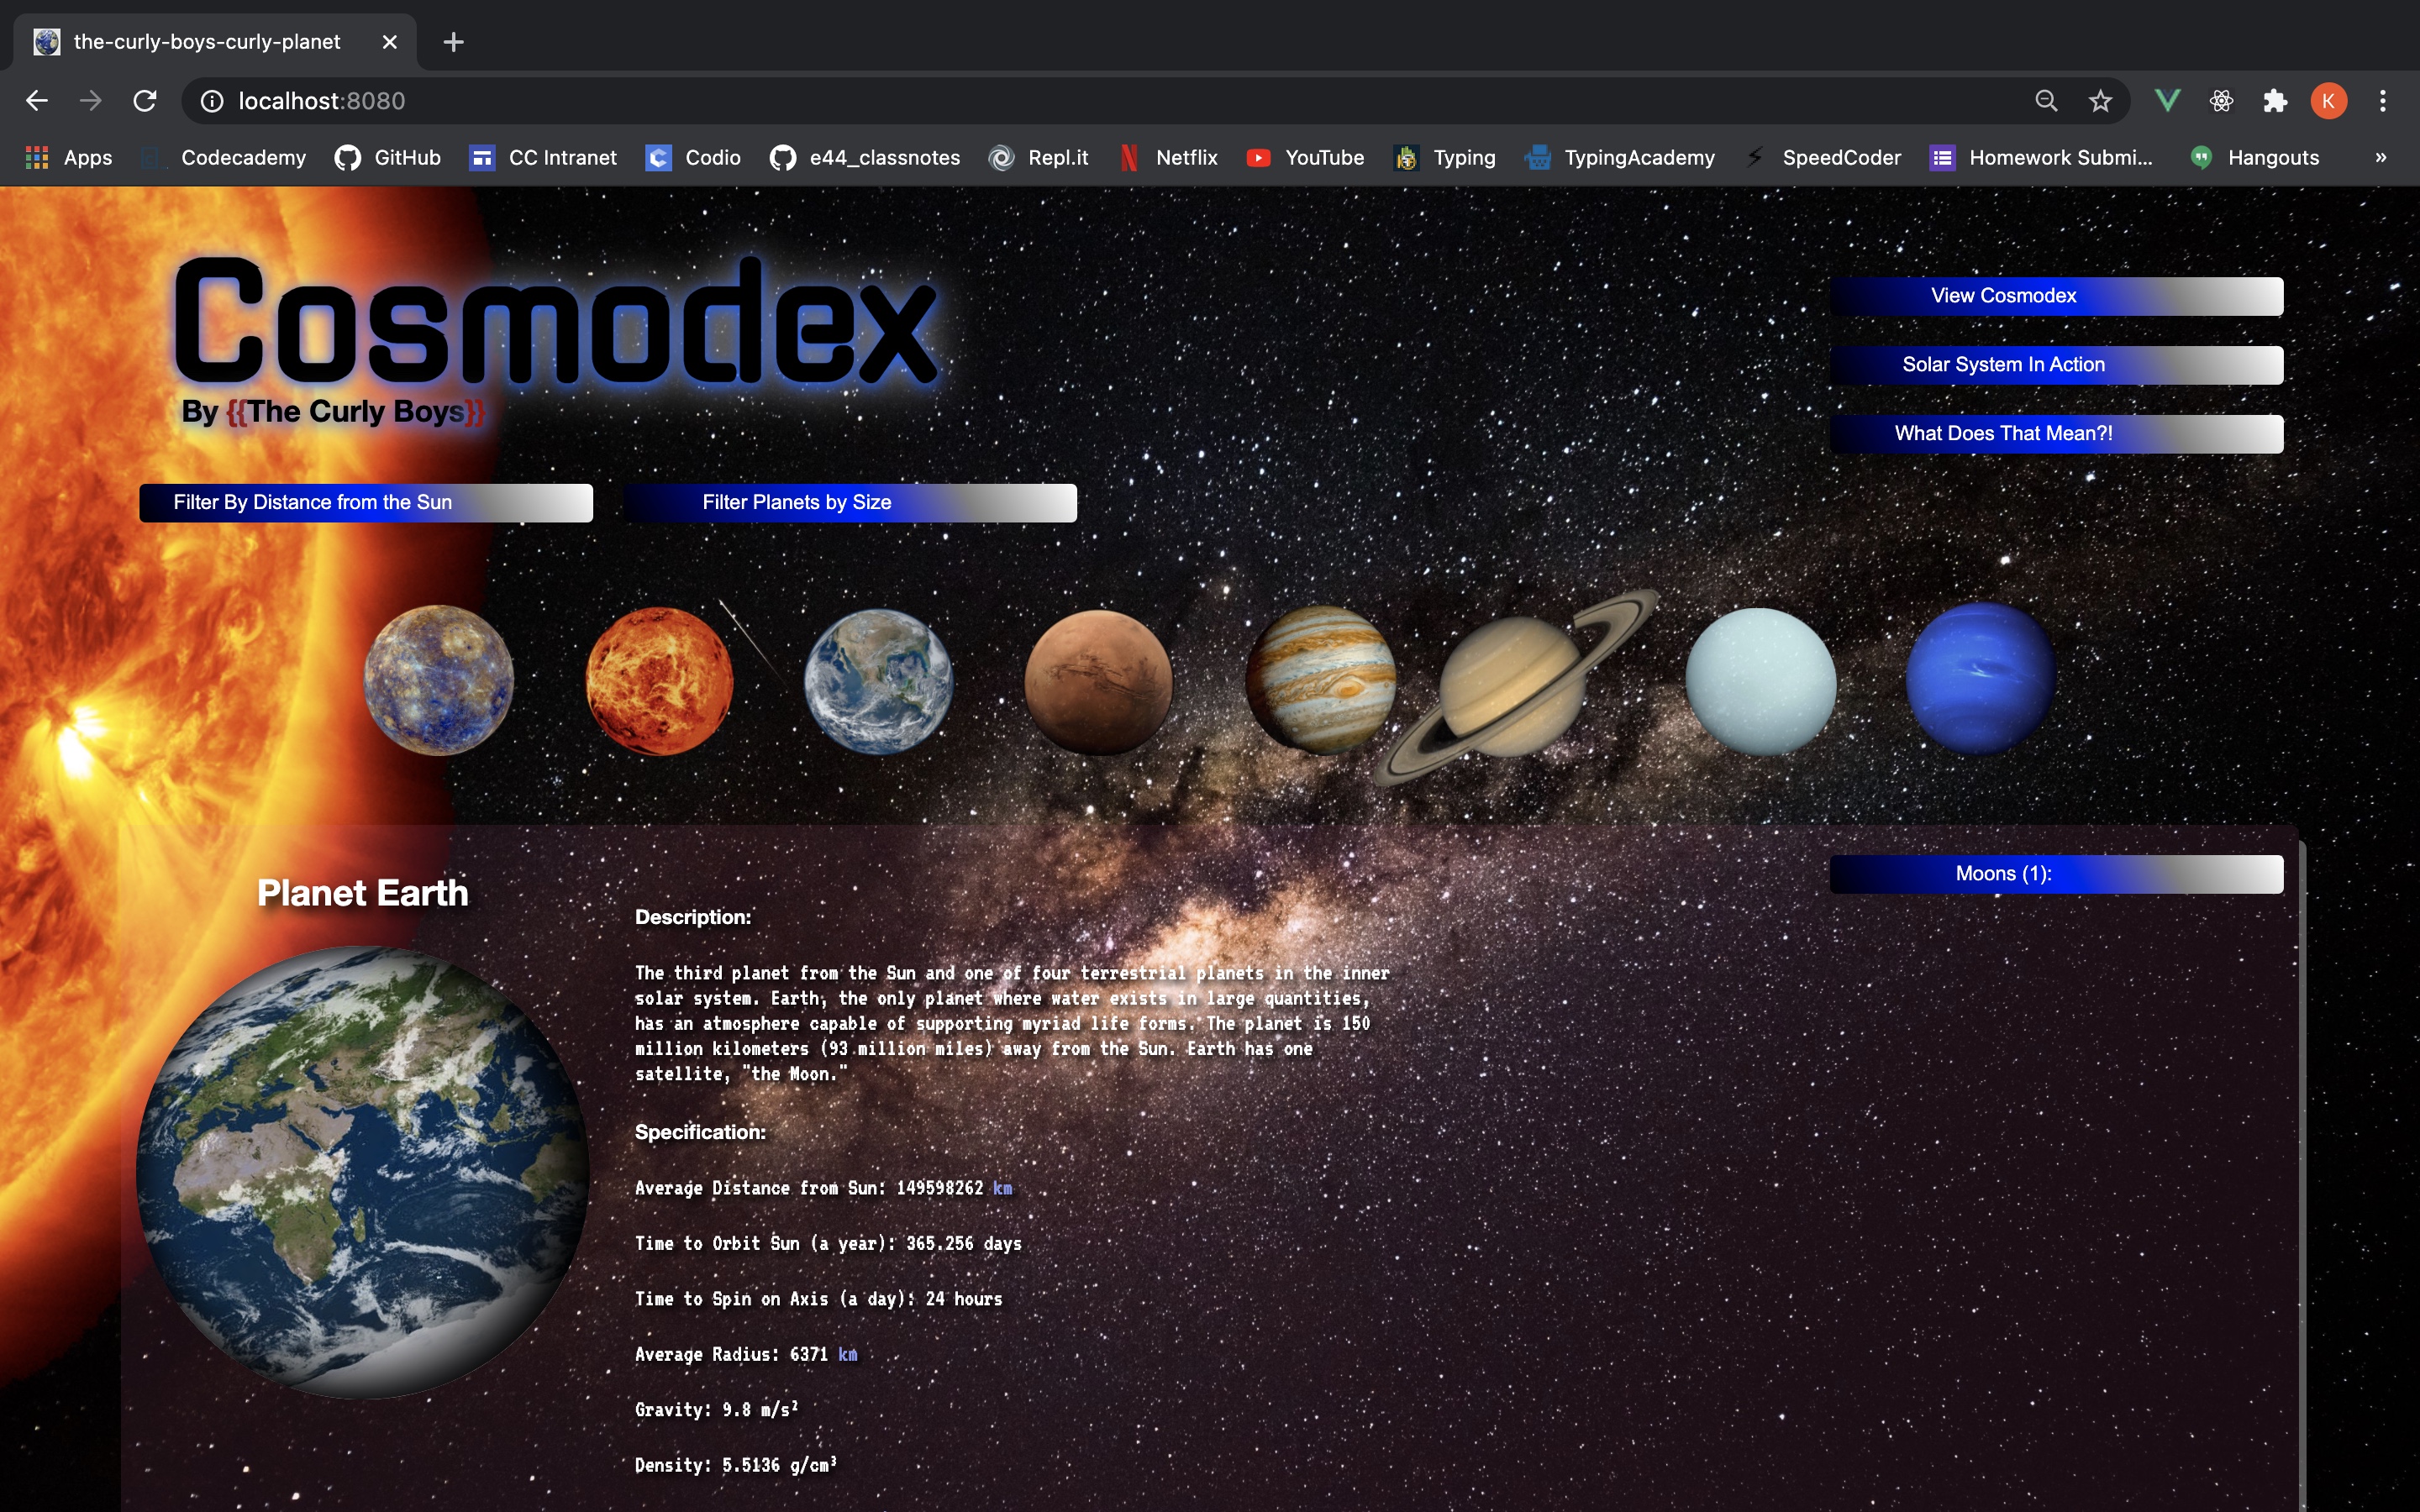 the-curly-boys-curly-planet
localhost:8080
K
Apps Codecademy GitHub CC Intranet Codio e44_classnotes Repl.it Netflix YouTube Typing TypingAcademy SpeedCoder Homework Submi... Hangouts »
Cosmodex
By {{The Curly Boys}}
View Cosmodex
Solar System In Action
What Does That Mean?!
Filter By Distance from the Sun
Filter Planets by Size
Planet Earth
Moons (1):
Description:
The third planet from the Sun and one of four terrestrial planets in the inner
solar system. Earth, the only planet where water exists in large quantities,
has an atmosphere capable of supporting myriad life forms. The planet is 150
million kilometers (93 million miles) away from the Sun. Earth has one
satellite, "the Moon."
Specification:
Average Distance from Sun: 149598262 km
Time to Orbit Sun (a year): 365.256 days
Time to Spin on Axis (a day): 24 hours
Average Radius: 6371 km
Gravity: 9.8 m/s²
Density: 5.5136 g/cm³